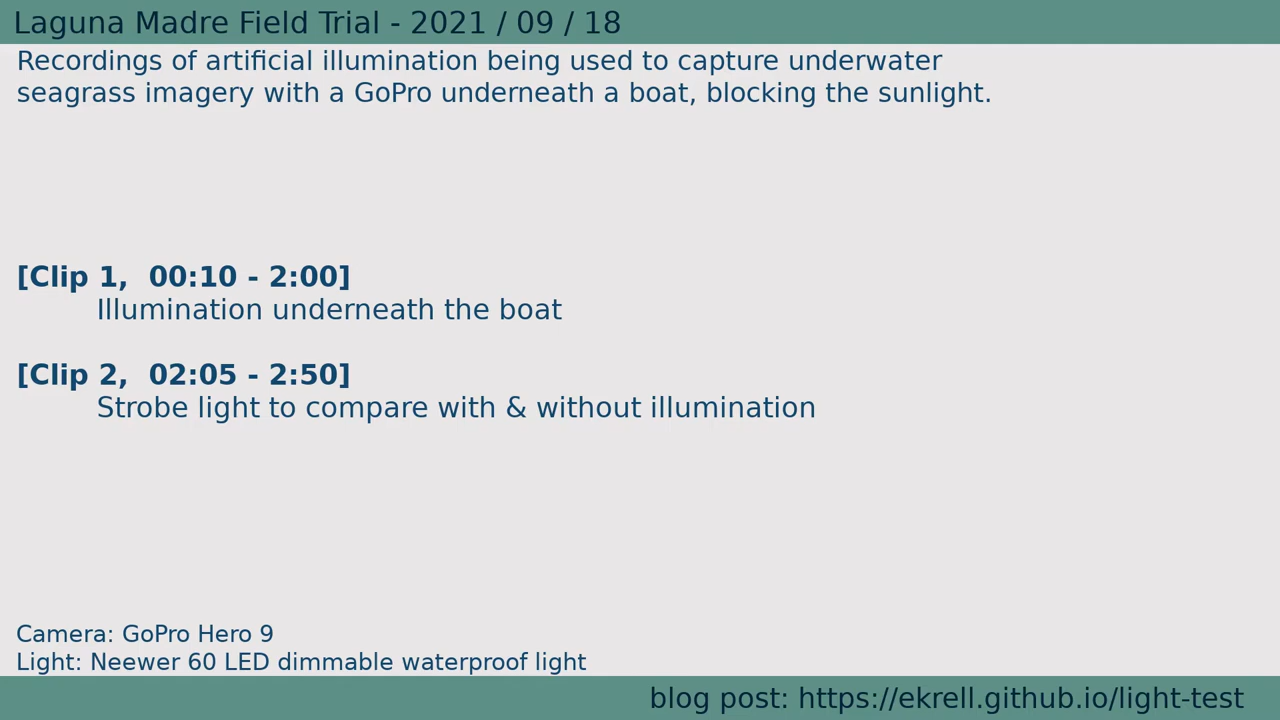 Laguna Madre Field Trial - 2021 / 09 / 18
Recordings of artificial illumination being used to capture underwater
seagrass imagery with a GoPro underneath a boat, blocking the sunlight.
[Clip 1,  00:10 - 2:00]
Illumination underneath the boat
[Clip 2,  02:05 - 2:50]
Strobe light to compare with & without illumination
Camera: GoPro Hero 9
Light: Neewer 60 LED dimmable waterproof light
blog post: https://ekrell.github.io/light-test